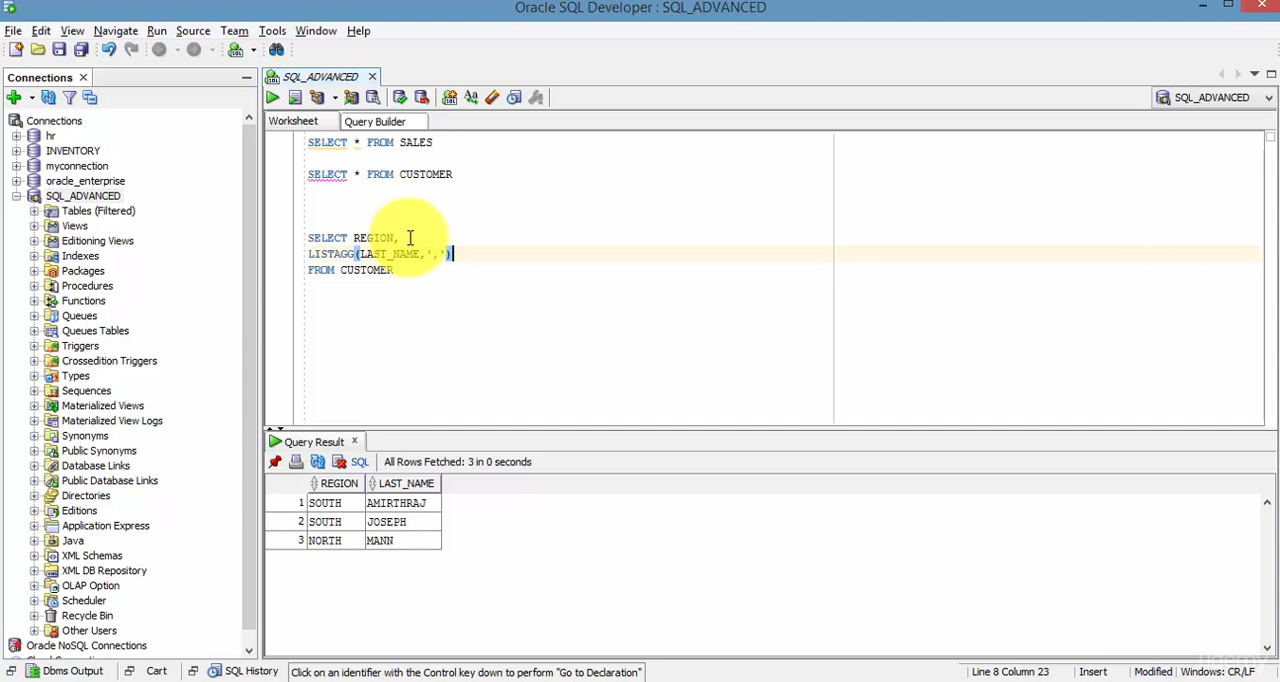 Oracle SQL Developer : SQL_ADVANCED
File Edit View Navigate Run Source Team Tools Window Help
Connections
SQL_ADVANCED
SQL_ADVANCED
Worksheet Query Builder
Connections
hr
INVENTORY
myconnection
oracle_enterprise
SQL_ADVANCED
Tables (Filtered)
Views
Editioning Views
Indexes
Packages
Procedures
Functions
Queues
Queues Tables
Triggers
Crossedition Triggers
Types
Sequences
Materialized Views
Materialized View Logs
Synonyms
Public Synonyms
Database Links
Public Database Links
Directories
Editions
Application Express
Java
XML Schemas
XML DB Repository
OLAP Option
Scheduler
Recycle Bin
Other Users
Oracle NoSQL Connections
SELECT * FROM SALES
SELECT * FROM CUSTOMER
SELECT REGION,
LISTAGG(LAST_NAME,',')
FROM CUSTOMER
Query Result
SQL All Rows Fetched: 3 in 0 seconds
REGION LAST_NAME
1 SOUTH AMIRTHRAJ
2 SOUTH JOSEPH
3 NORTH MANN
Dbms Output Cart SQL History Click on an identifier with the Control key down to perform "Go to Declaration" Line 8 Column 23 Insert Modified Windows: CR/LF
udemy